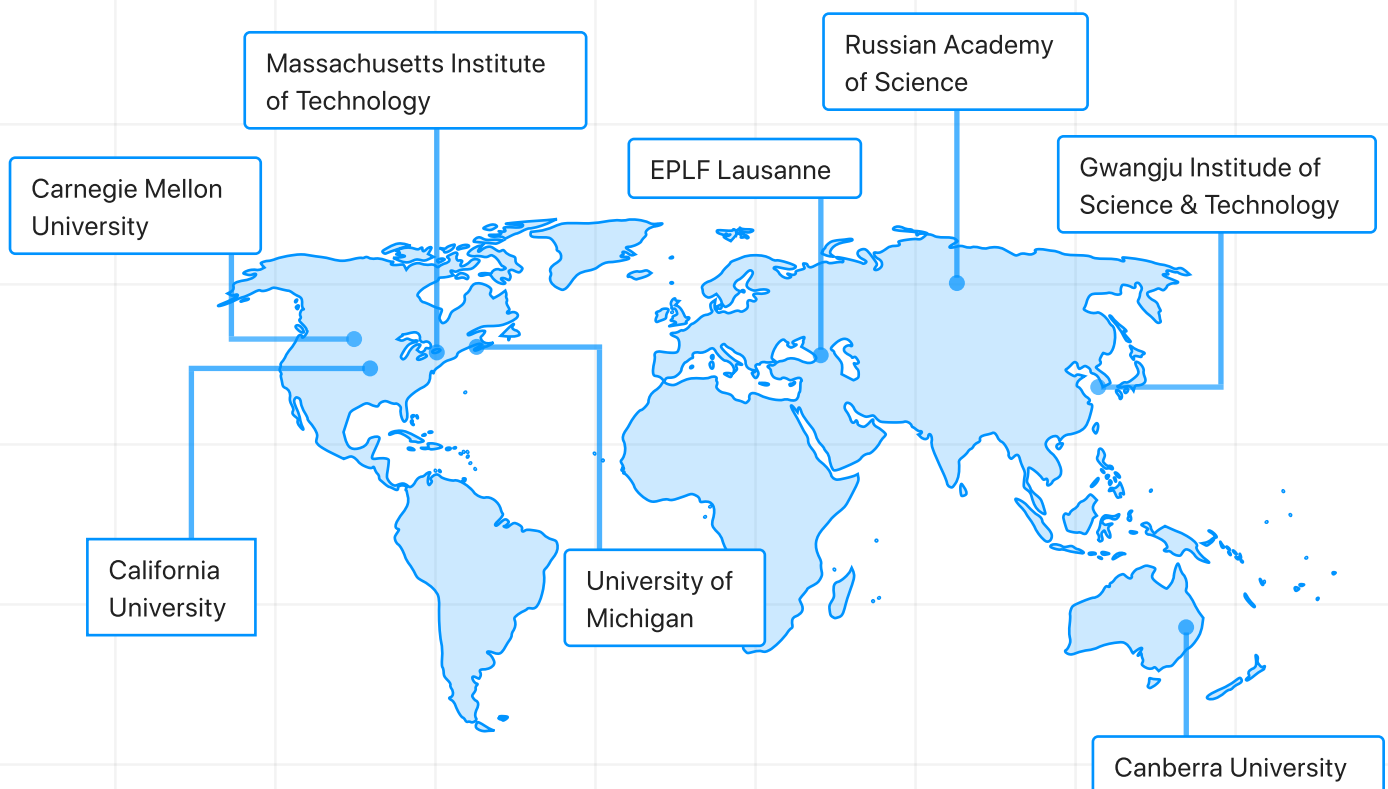 Massachusetts Institute
of Technology
Russian Academy
of Science
Carnegie Mellon
University
EPLF Lausanne
Gwangju Institude of
Science & Technology
California
University
University of
Michigan
Canberra University